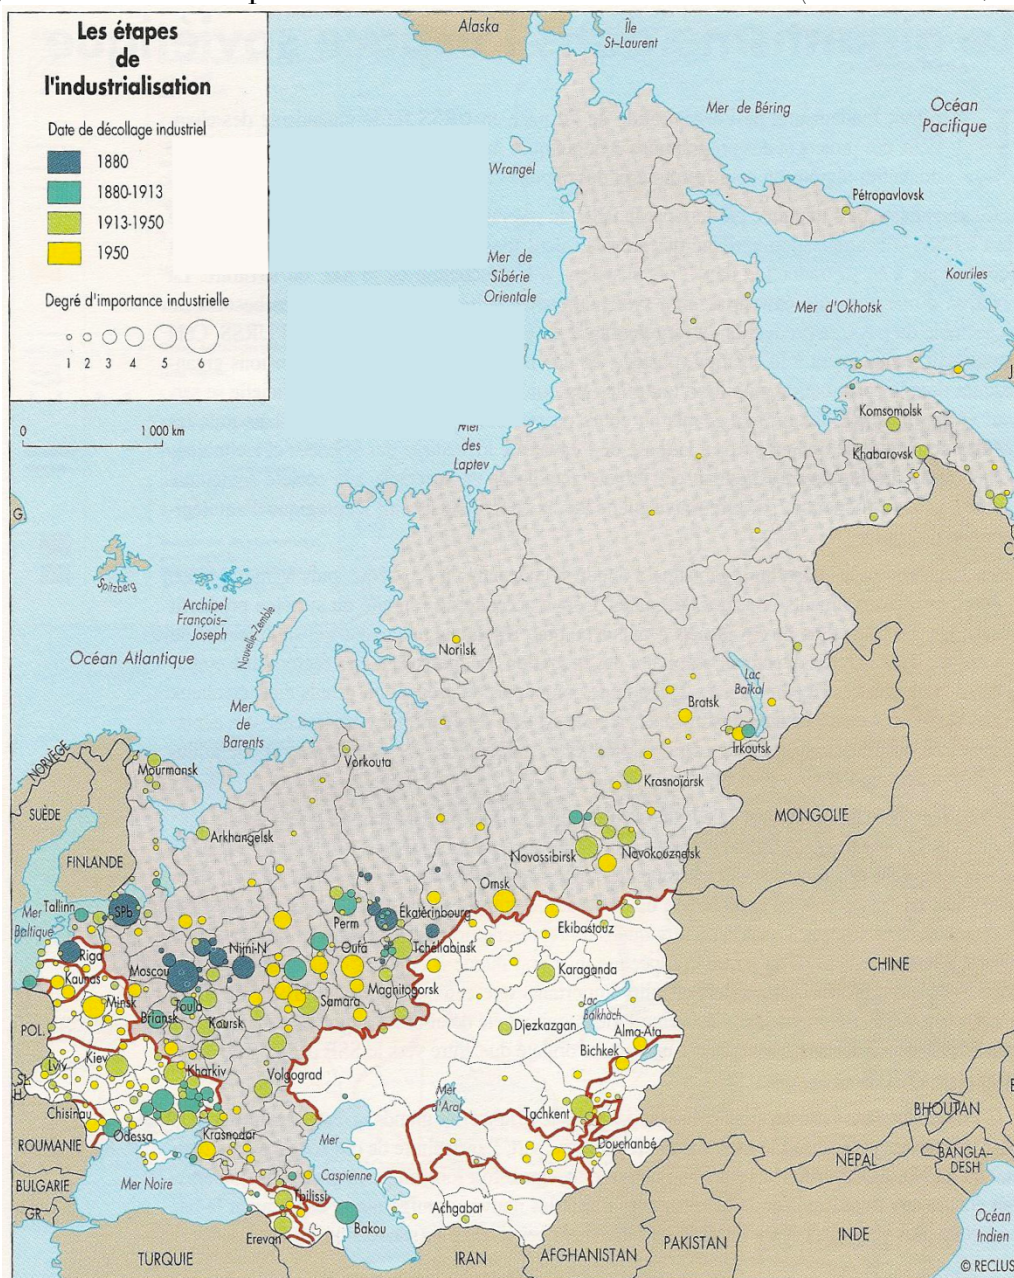 Les étapes
de
l'industrialisation
Date de décollage industriel
1880
1880-1913
1913-1950
1950
Degré d'importance industrielle
1 2 3 4 5 6
0 1 000 km
Alaska
Île
St-Laurent
Mer de Béring
Océan
Pacifique
Wrangel
Pétropavlovsk
Mer de
Sibérie
Orientale
Kouriles
Mer d'Okhotsk
J
Komsomolsk
Khabarovsk
Mer
des
Laptev
G.
C
Spitzberg
Archipel
François-
Joseph
Nouvelle-Zemble
Océan Atlantique
Norilsk
Lac
Baïkal
Bratsk
Irkoutsk
Mer
de
Barents
Vorkouta
NORVÈGE
Mourmansk
Krasnoïarsk
MONGOLIE
SUÈDE
Arkhangelsk
FINLANDE
Novossibirsk
Novokouznetsk
Omsk
Tallinn
SPb
Perm
Ékatérinbourg
Ekibastouz
Mer
Baltique
Riga
Nijni-N
Oufa
Tchéliabinsk
Moscou
Karaganda
CHINE
Kaunas
Magnitogorsk
Minsk
Toula
Samara
Lac
Balkhach
Briansk
Koursk
Djezkazgan
Alma-Ata
POL.
Bichkek
Lviv
Kiev
Kharkiv
Volgograd
SL.
H.
Mer
d'Aral
Tachkent
Chisinau
BHOUTAN
Odessa
Krasnodar
Mer
Caspienne
Douchanbé
ROUMANIE
NÉPAL
BANGLA-
DESH
BULGARIE
Mer Noire
GR.
Tbilissi
Bakou
Achgabat
Erevan
TURQUIE
IRAN
AFGHANISTAN
PAKISTAN
INDE
Océan
Indien
© RECLUS